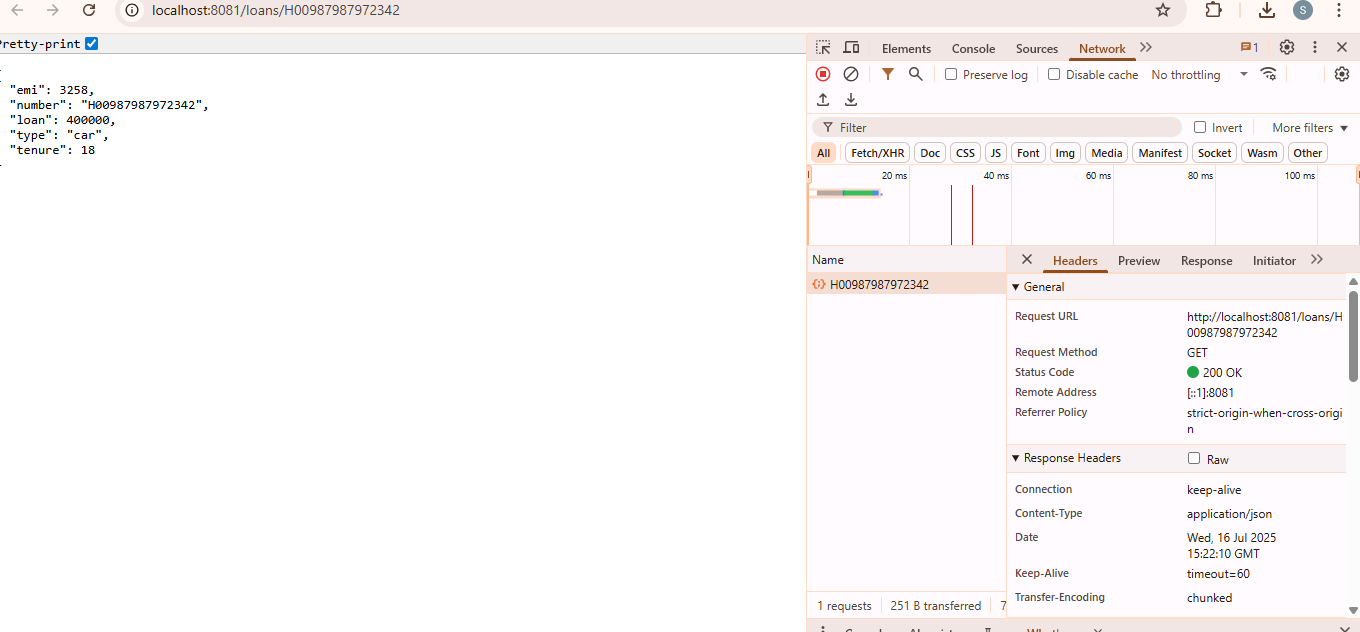 localhost:8081/loans/H00987987972342
S
Pretty-print
"emi": 3258,
"number": "H00987987972342",
"loan": 400000,
"type": "car",
"tenure": 18
Elements Console Sources Network 1
Preserve log Disable cache No throttling
Filter Invert More filters
All Fetch/XHR Doc CSS JS Font Img Media Manifest Socket Wasm Other
20 ms 40 ms 60 ms 80 ms 100 ms
Name
H00987987972342
1 requests 251 B transferred 7
Headers Preview Response Initiator
General
Request URL http://localhost:8081/loans/H
00987987972342
Request Method GET
Status Code 200 OK
Remote Address [::1]:8081
Referrer Policy strict-origin-when-cross-origi
n
Response Headers Raw
Connection keep-alive
Content-Type application/json
Date Wed, 16 Jul 2025
15:22:10 GMT
Keep-Alive timeout=60
Transfer-Encoding chunked